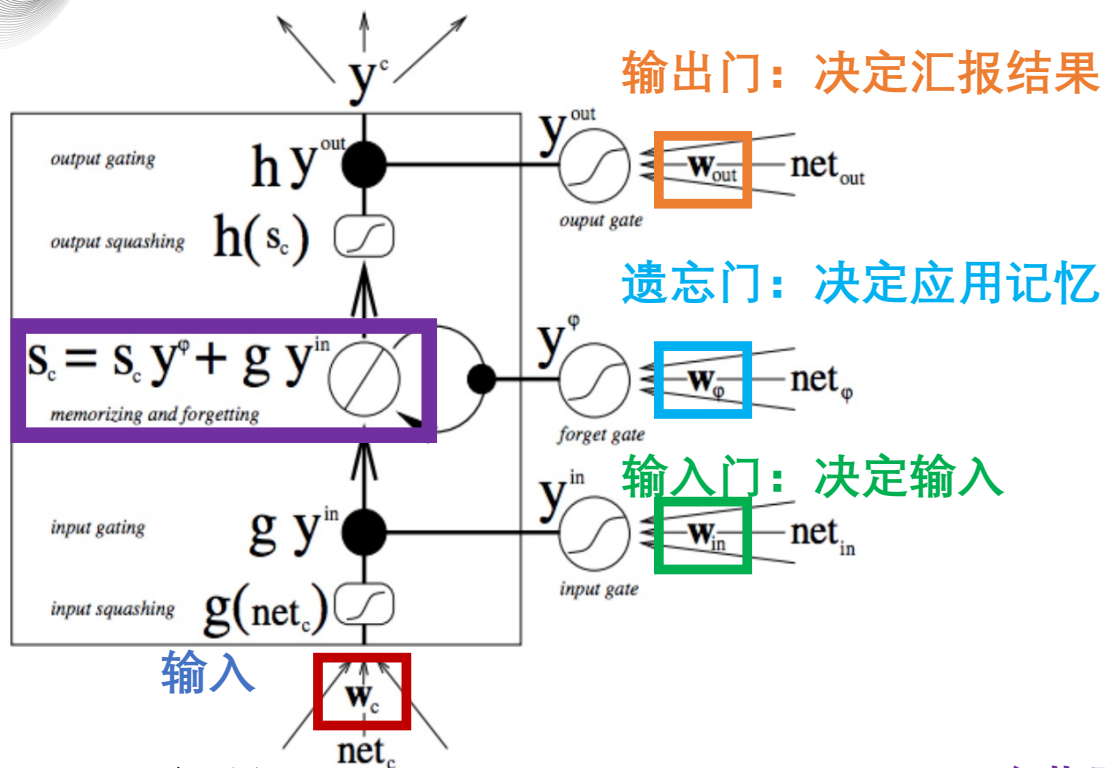 y^c
输出门：决定汇报结果
y^out
output gating
h y^out
w_out
net_out
ouput gate
output squashing
h(s_c)
遗忘门：决定应用记忆
y^φ
s_c = s_c y^φ + g y^in
w_φ
net_φ
memorizing and forgetting
forget gate
输入门：决定输入
y^in
input gating
g y^in
w_in
net_in
input gate
input squashing
g(net_c)
输入
w_c
net_c